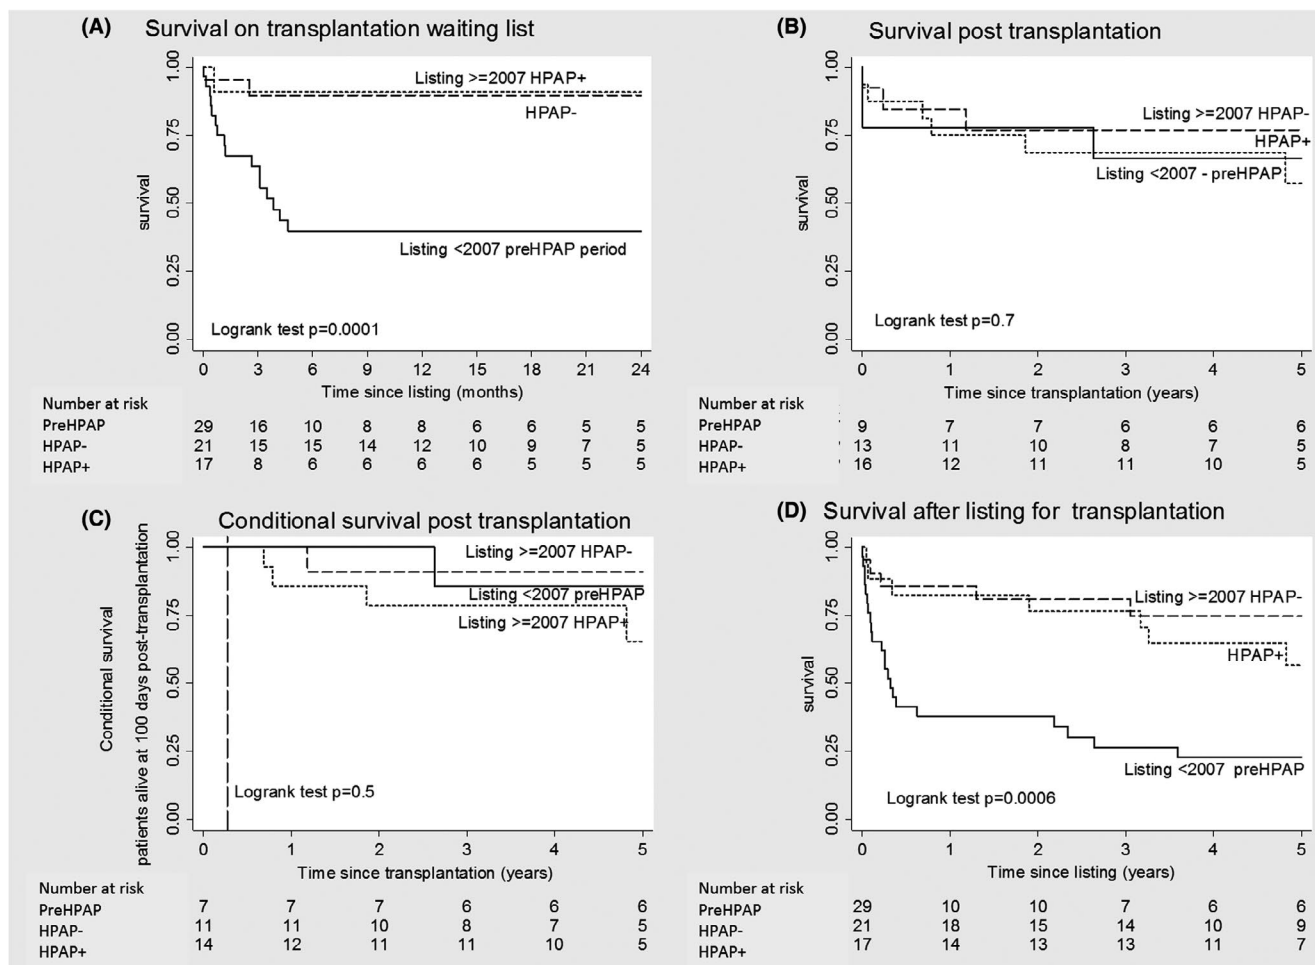 (A) Survival on transplantation waiting list
survival
1.00
0.75
0.50
0.25
0.00
Listing >=2007 HPAP+
HPAP-
Listing <2007 preHPAP period
Logrank test p=0.0001
0 3 6 9 12 15 18 21 24
Time since listing (months)
Number at risk
PreHPAP 29 16 10 8 8 6 6 5 5
HPAP- 21 15 15 14 12 10 9 7 5
HPAP+ 17 8 6 6 6 6 5 5 5
(B) Survival post transplantation
survival
1.00
0.75
0.50
0.25
0.00
Listing >=2007 HPAP-
HPAP+
Listing <2007 - preHPAP
Logrank test p=0.7
0 1 2 3 4 5
Time since transplantation (years)
Number at risk
PreHPAP 9 7 7 6 6 6
HPAP- 13 11 10 8 7 5
HPAP+ 16 12 11 11 10 5
(C) Conditional survival post transplantation
Conditional survival
patients alive at 100 days post-transplantation
1.00
0.75
0.50
0.25
0.00
Listing >=2007 HPAP-
Listing <2007 preHPAP
Listing >=2007 HPAP+
Logrank test p=0.5
0 1 2 3 4 5
Time since transplantation (years)
Number at risk
PreHPAP 7 7 7 6 6 6
HPAP- 11 11 10 8 7 5
HPAP+ 14 12 11 11 10 5
(D) Survival after listing for transplantation
survival
1.00
0.75
0.50
0.25
0.00
Listing >=2007 HPAP-
HPAP+
Listing <2007 preHPAP
Logrank test p=0.0006
0 1 2 3 4 5
Time since listing (years)
Number at risk
PreHPAP 29 10 10 7 6 6
HPAP- 21 18 15 14 10 9
HPAP+ 17 14 13 13 11 7